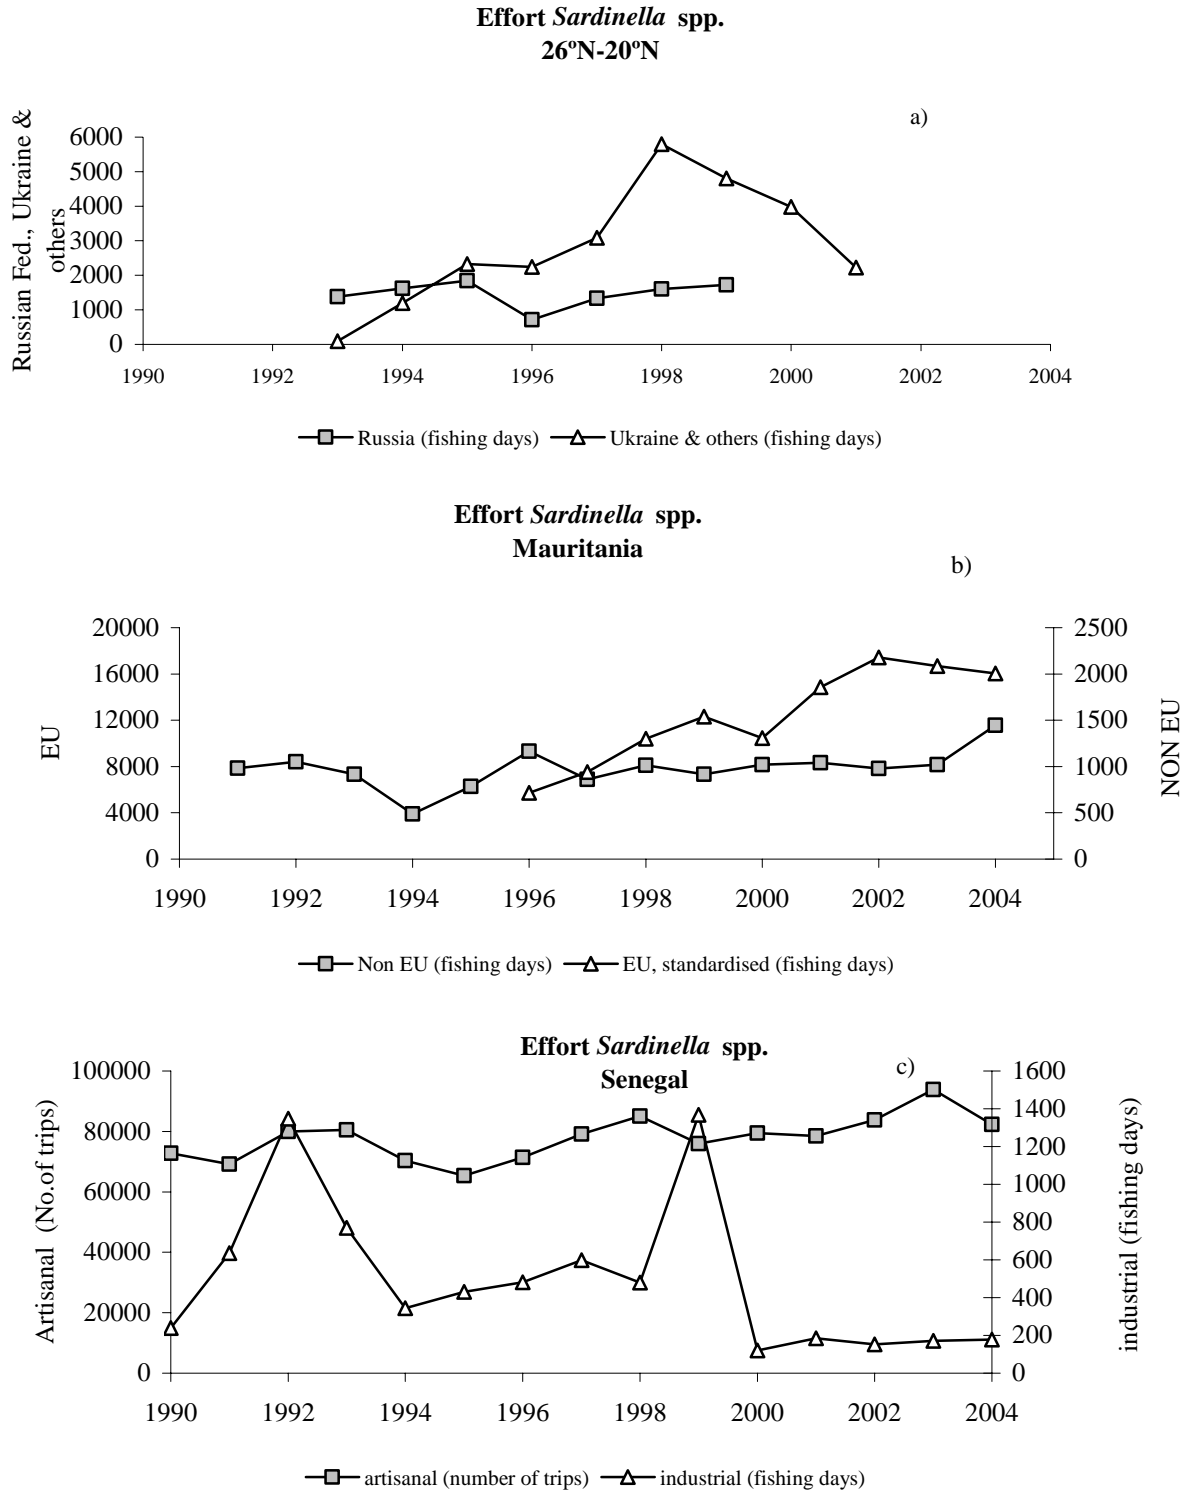 Effort Sardinella spp.
26°N-20°N
a)
Russian Fed., Ukraine &
others
6000
5000
4000
3000
2000
1000
0
1990 1992 1994 1996 1998 2000 2002 2004
Russia (fishing days) Ukraine & others (fishing days)
Effort Sardinella spp.
Mauritania
b)
EU
20000
16000
12000
8000
4000
0
2500
2000
1500
1000
500
0
NON EU
1990 1992 1994 1996 1998 2000 2002 2004
Non EU (fishing days) EU, standardised (fishing days)
Effort Sardinella spp.
Senegal
c)
Artisanal (No.of trips)
100000
80000
60000
40000
20000
0
1600
1400
1200
1000
800
600
400
200
0
industrial (fishing days)
1990 1992 1994 1996 1998 2000 2002 2004
artisanal (number of trips) industrial (fishing days)